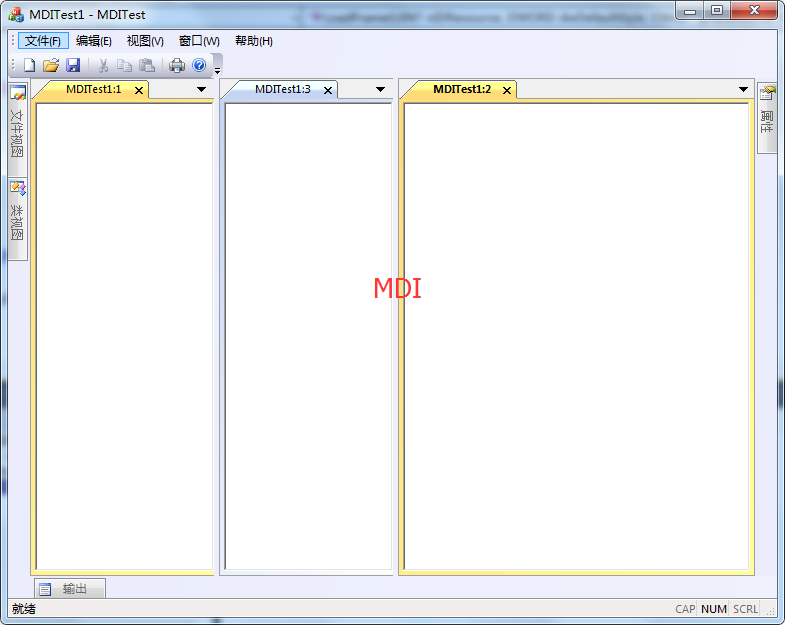 MDITest1 - MDITest
文件(F) 编辑(E) 视图(V) 窗口(W) 帮助(H)
MDITest1:1 MDITest1:3 MDITest1:2
文件视图
类视图
属性
MDI
输出
就绪 CAP NUM SCRL